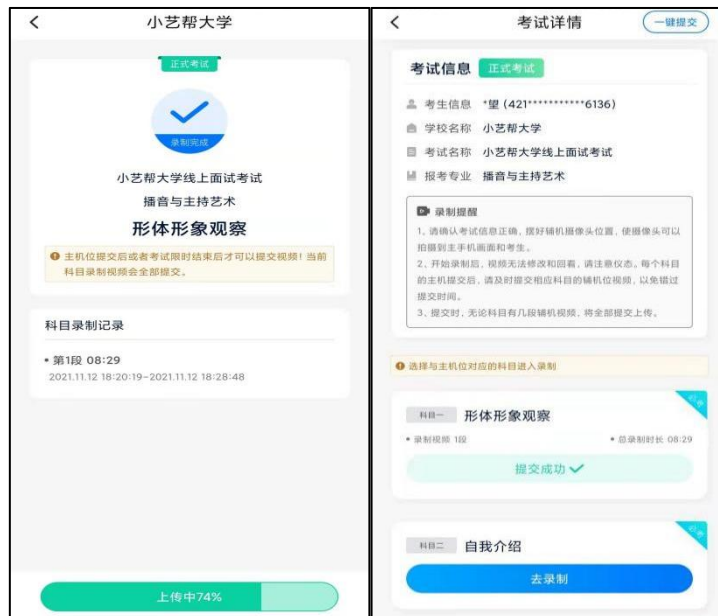 小艺帮大学
正式考试
录制完成
小艺帮大学线上面试考试
播音与主持艺术
形体形象观察
主机位提交后或者考试限时结束后才可以提交视频！当前
科目录制视频会全部提交。
科目录制记录
• 第1段 08:29
2021.11.12 18:20:19-2021.11.12 18:28:48
上传中74%
考试详情
一键提交
考试信息 正式考试
考生信息 *望 (421***********6136)
学校名称 小艺帮大学
考试名称 小艺帮大学线上面试考试
报考专业 播音与主持艺术
录制提醒
1、请确认考试信息正确，摆好辅机摄像头位置，使摄像头可以
拍摄到主手机画面和考生。
2、开始录制后，视频无法修改和回看，请注意仪态。每个科目
的主机提交后，请及时提交相应科目的辅机位视频，以免错过
提交时间。
3、提交时，无论科目有几段辅机视频，将全部提交上传。
选择与主机位对应的科目进入录制
必考
科目一 形体形象观察
• 录制视频 1段 • 总录制时长 08:29
提交成功
必考
科目二 自我介绍
去录制